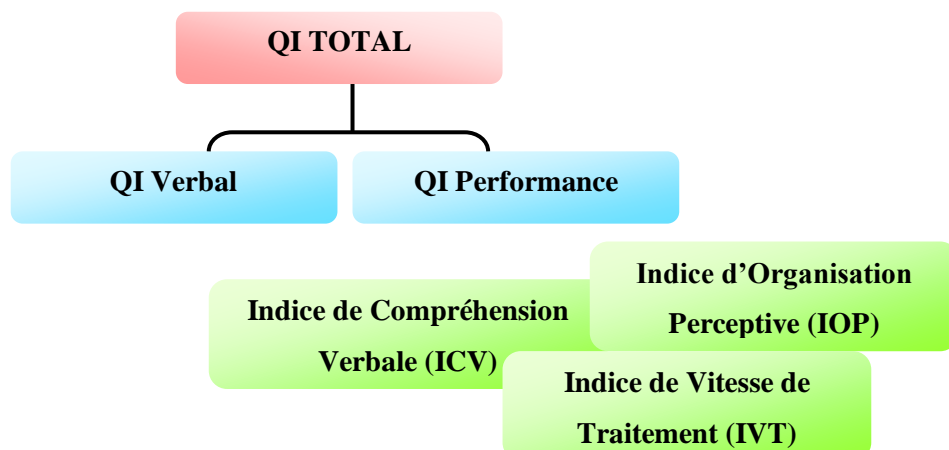 QI TOTAL
QI Verbal
QI Performance
Indice d’Organisation
Perceptive (IOP)
Indice de Compréhension
Verbale (ICV)
Indice de Vitesse de
Traitement (IVT)